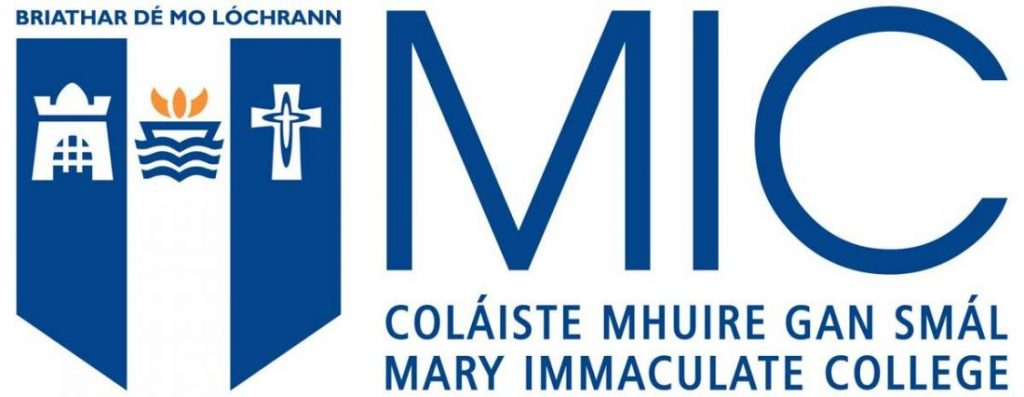 BRIATHAR DÉ MO LÓCHRANN
MIC
COLÁISTE MHUIRE GAN SMÁL
MARY IMMACULATE COLLEGE